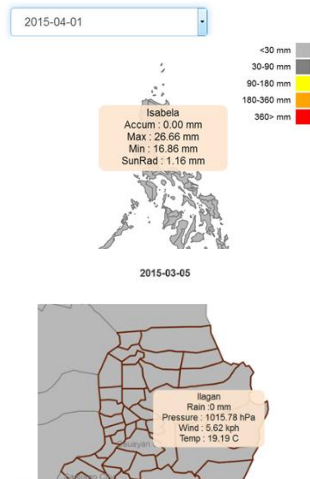 2015-04-01
<30 mm
30-90 mm
90-180 mm
180-360 mm
360> mm
Isabela
Accum : 0.00 mm
Max : 26.66 mm
Min : 16.86 mm
SunRad : 1.16 mm
2015-03-05
Ilagan
Rain :0 mm
Pressure : 1015.78 hPa
Wind : 5.62 kph
Temp : 19.19 C